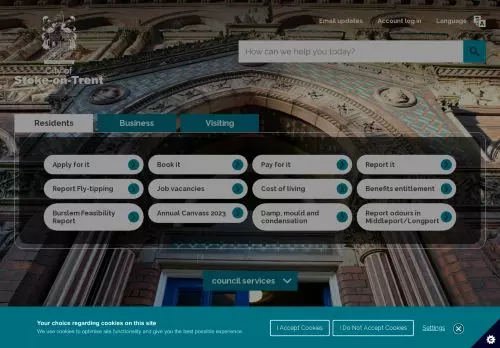 Email updates Account log in Language
City of
Stoke-on-Trent
How can we help you today?
Residents Business Visiting
Apply for it Book it Pay for it Report it
Report Fly-tipping Job vacancies Cost of living Benefits entitlement
Burslem Feasibility Report Annual Canvass 2023 Damp, mould and condensation Report odours in Middleport/Longport
council services
Your choice regarding cookies on this site
We use cookies to optimise site functionality and give you the best possible experience.
I Accept Cookies I Do Not Accept Cookies Settings